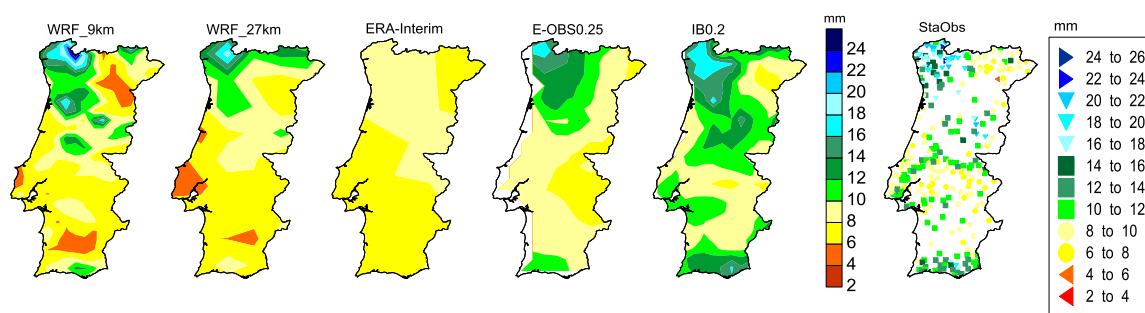 WRF_9km WRF_27km ERA-Interim E-OBS0.25 IB0.2 mm StaObs mm
24
22
20
18
16
14
12
10
8
6
4
2
24 to 26
22 to 24
20 to 22
18 to 20
16 to 18
14 to 16
12 to 14
10 to 12
8 to 10
6 to 8
4 to 6
2 to 4